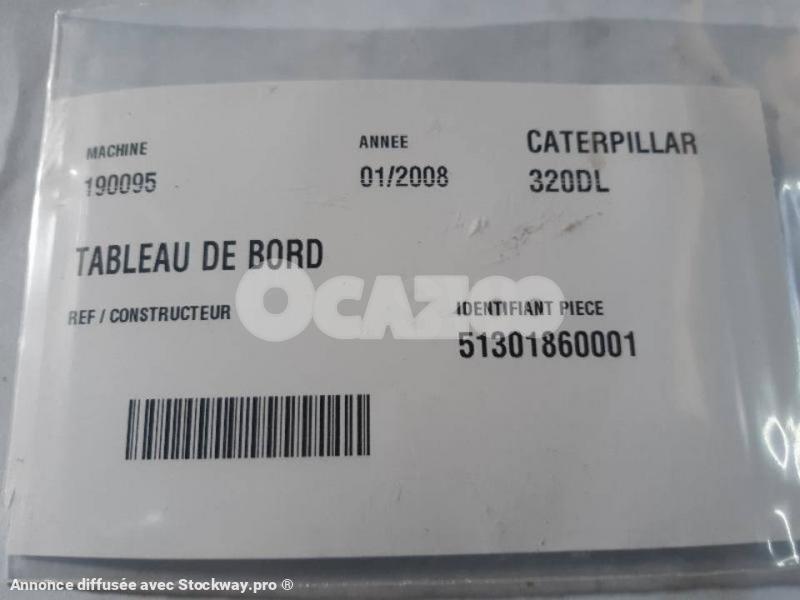 MACHINE ANNEE CATERPILLAR
190095 01/2008 320DL
TABLEAU DE BORD
REF / CONSTRUCTEUR IDENTIFIANT PIECE
OCAZOO
51301860001
Annonce diffusée avec Stockway.pro ®